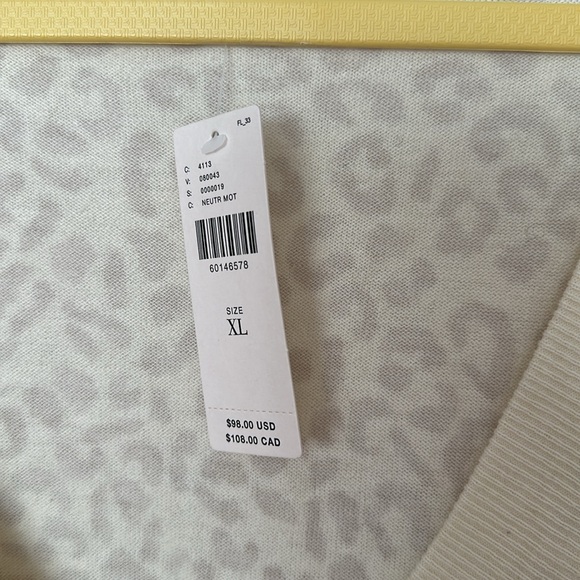 FL_33
C: 4113
V: 080043
S: 0000019
C: NEUTR MOT
60146578
SIZE
XL
$98.00 USD
$108.00 CAD